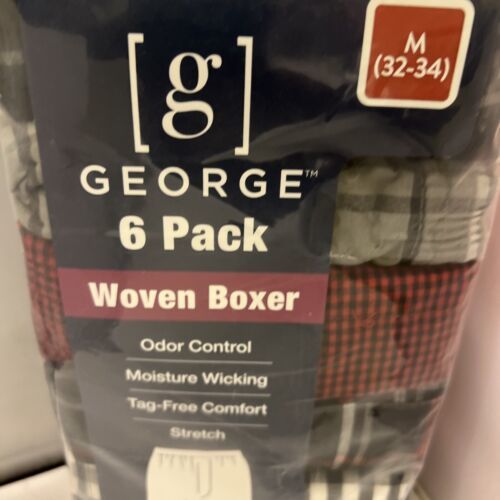 M
(32-34)
[g]
GEORGE™
6 Pack
Woven Boxer
Odor Control
Moisture Wicking
Tag-Free Comfort
Stretch